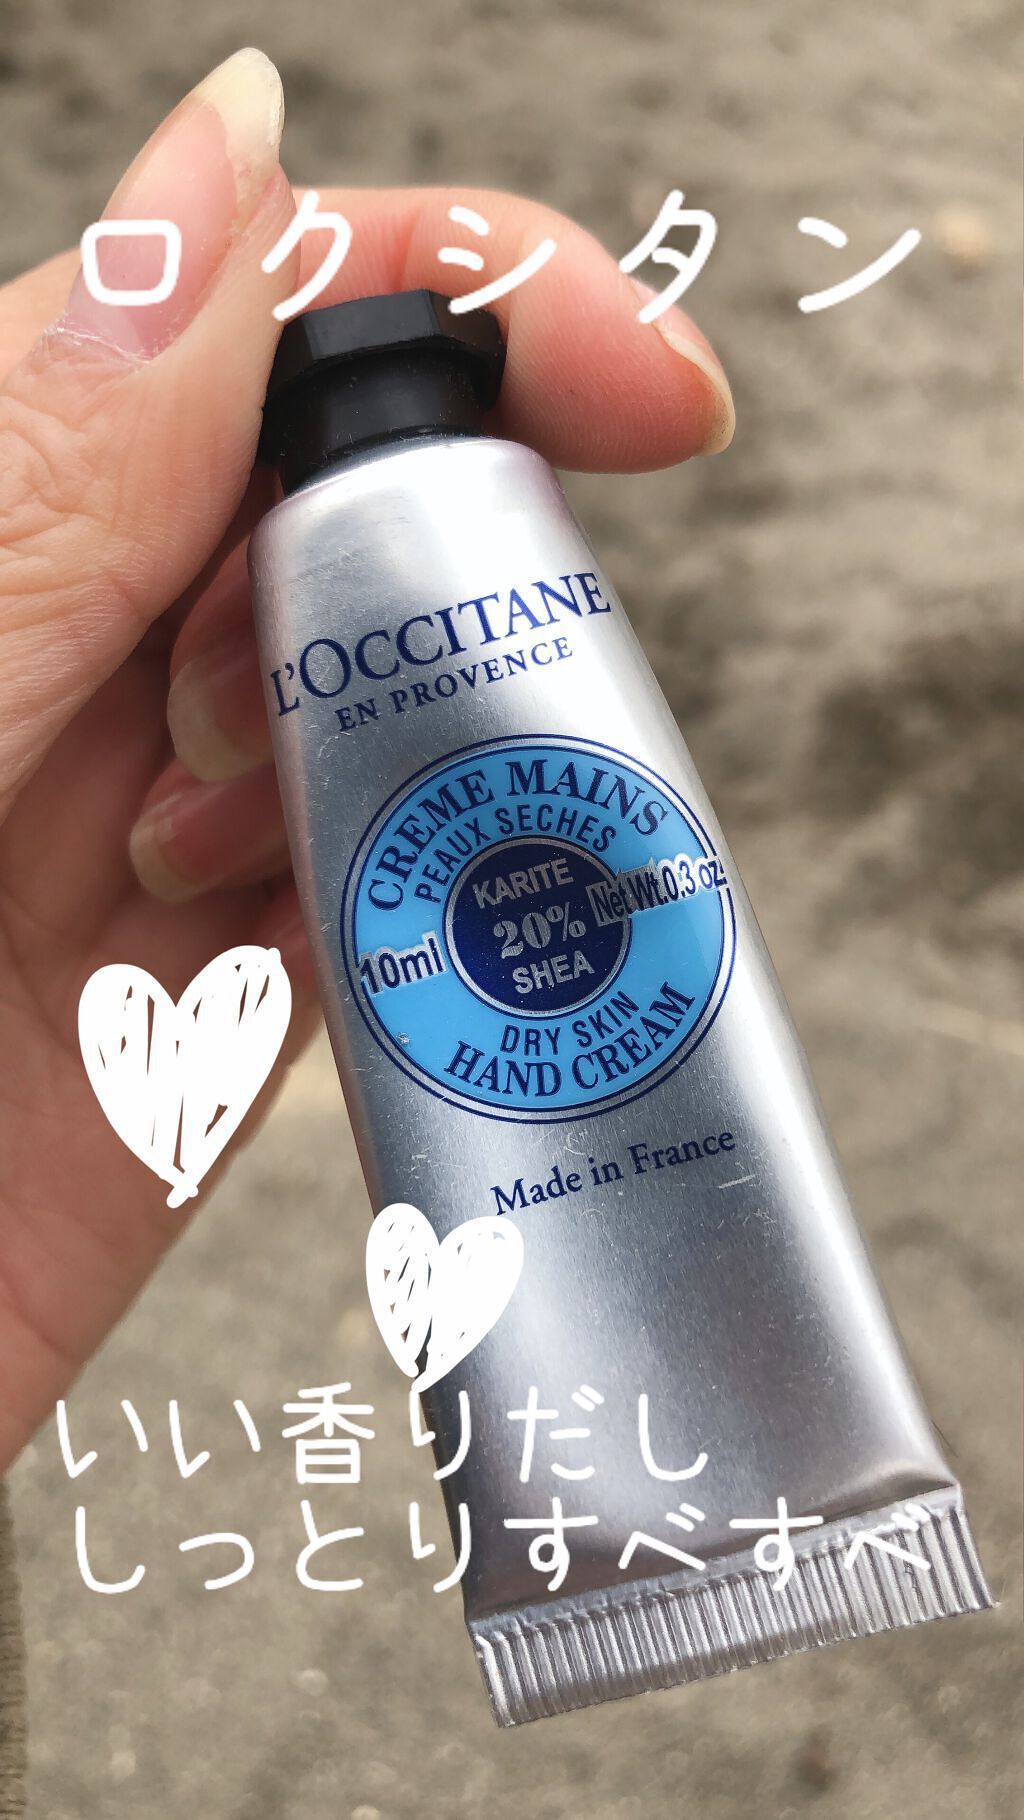 ロクシタン
L'OCCITANE
EN PROVENCE
CREME MAINS
PEAUX SECHES
KARITE
20%
SHEA
10ml
Net Wt.0.3 oz.
DRY SKIN
HAND CREAM
Made in France
いい香りだし
しっとりすべすべ